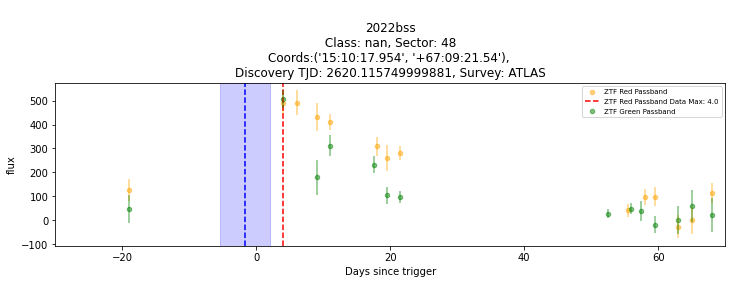 2022bss
Class: nan, Sector: 48
Coords:('15:10:17.954', '+67:09:21.54'),
Discovery TJD: 2620.115749999881, Survey: ATLAS
ZTF Red Passband
ZTF Red Passband Data Max: 4.0
ZTF Green Passband
500
400
300
200
100
0
−100
flux
−20
0
20
40
60
Days since trigger